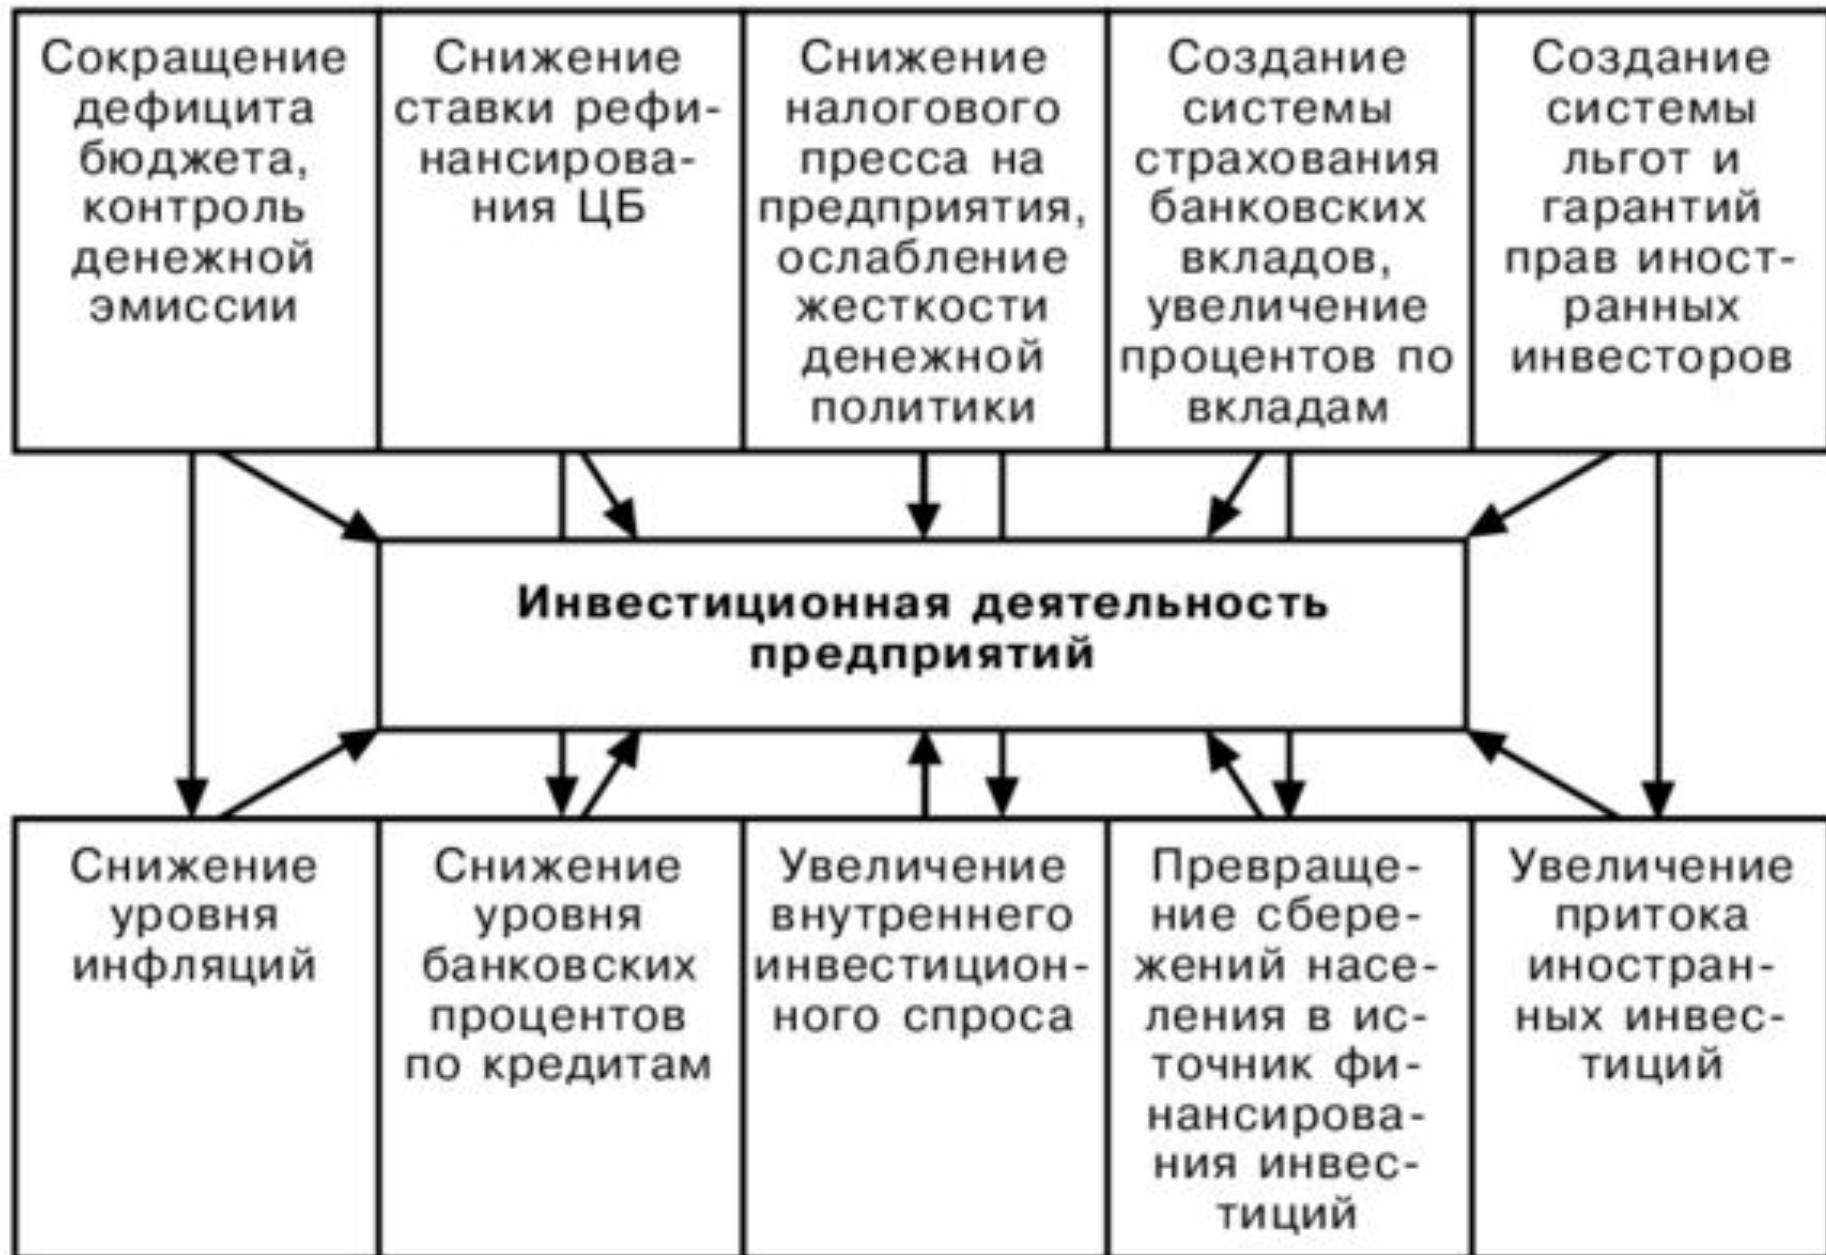 Сокращение
дефицита
бюджета,
контроль
денежной
эмиссии
Снижение
ставки рефи-
нансирова-
ния ЦБ
Снижение
налогового
пресса на
предприятия,
ослабление
жесткости
денежной
политики
Создание
системы
страхования
банковских
вкладов,
увеличение
процентов по
вкладам
Создание
системы
льгот и
гарантий
прав иност-
ранных
инвесторов
Инвестиционная деятельность
предприятий
Снижение
уровня
инфляций
Снижение
уровня
банковских
процентов
по кредитам
Увеличение
внутреннего
инвестицион-
ного спроса
Превраще-
ние сбере-
жений насе-
ления в ис-
точник фи-
нансирова-
ния инвес-
тиций
Увеличение
притока
иностран-
ных инвес-
тиций